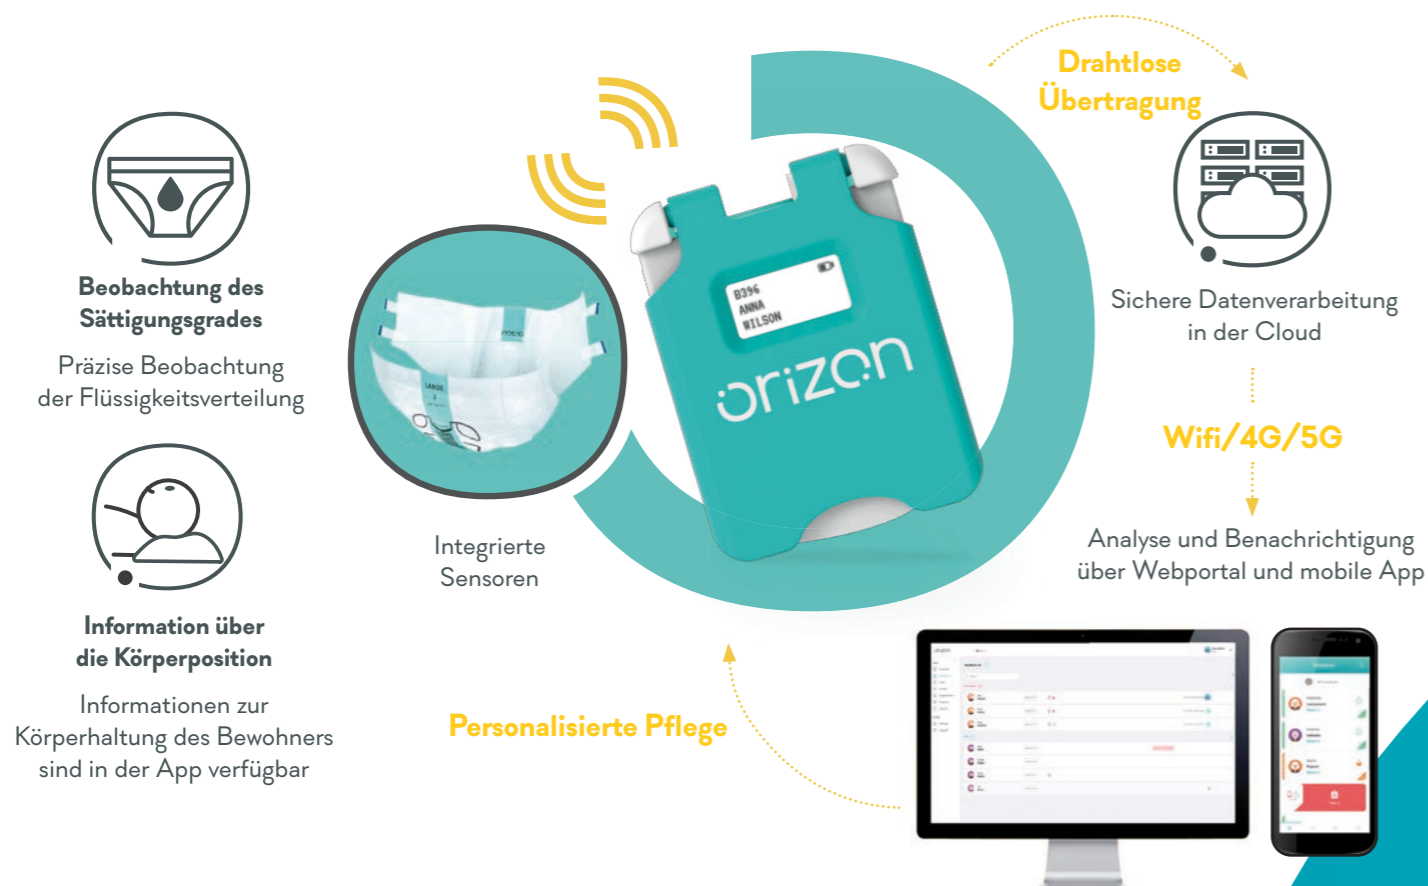 Drahtlose
Übertragung
Beobachtung des
Sättigungsgrades
Präzise Beobachtung
der Flüssigkeitsverteilung
B396
ANNA
WILSON
orizon
LARGE
Sichere Datenverarbeitung
in der Cloud
Wifi/4G/5G
Integrierte
Sensoren
Analyse und Benachrichtigung
über Webportal und mobile App
Information über
die Körperposition
Informationen zur
Körperhaltung des Bewohners
sind in der App verfügbar
Personalisierte Pflege